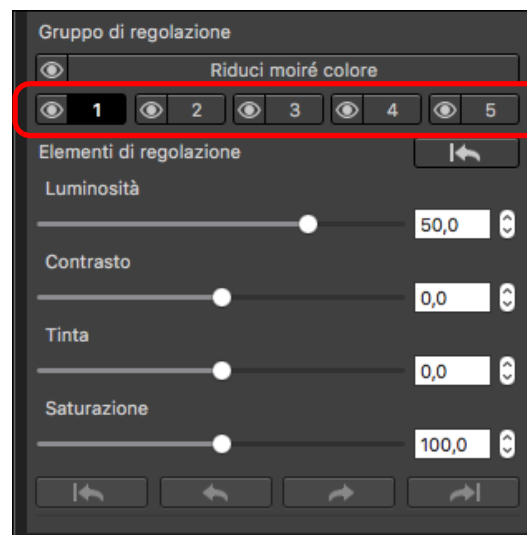 Gruppo di regolazione
Riduci moiré colore
1 2 3 4 5
Elementi di regolazione
Luminosità
50,0
Contrasto
0,0
Tinta
0,0
Saturazione
100,0